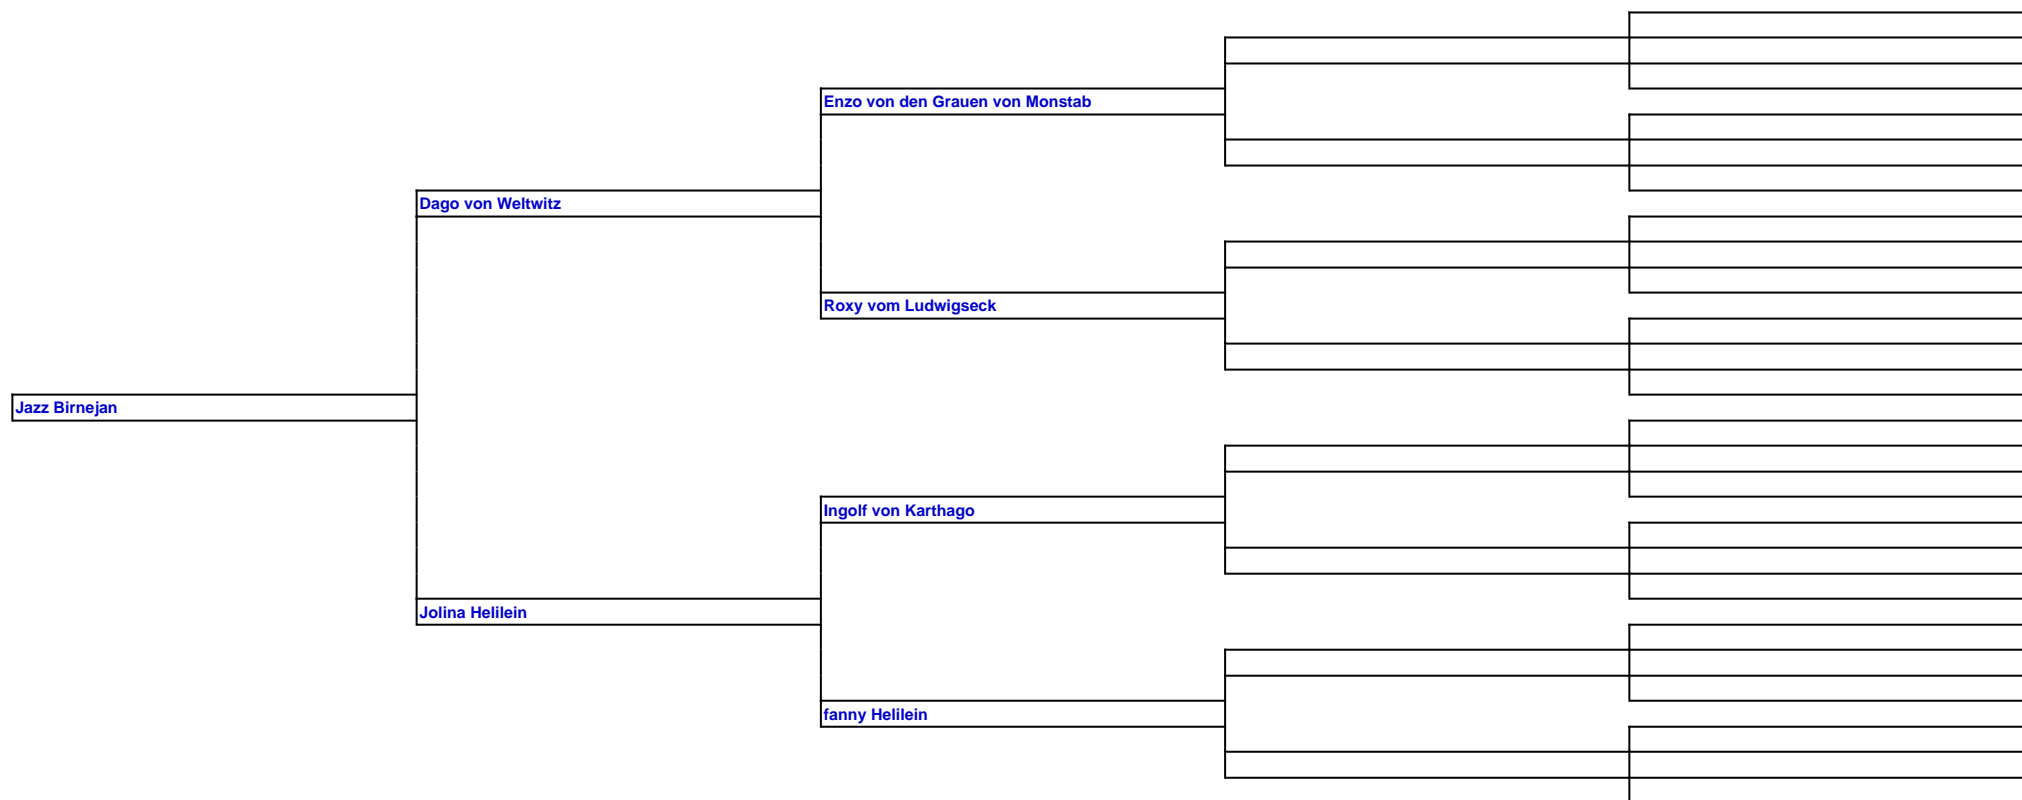 Enzo von den Grauen von Monstab
Dago von Weltwitz
Roxy vom Ludwigseck
Jazz Birnejan
Ingolf von Karthago
Jolina Helilein
fanny Helilein